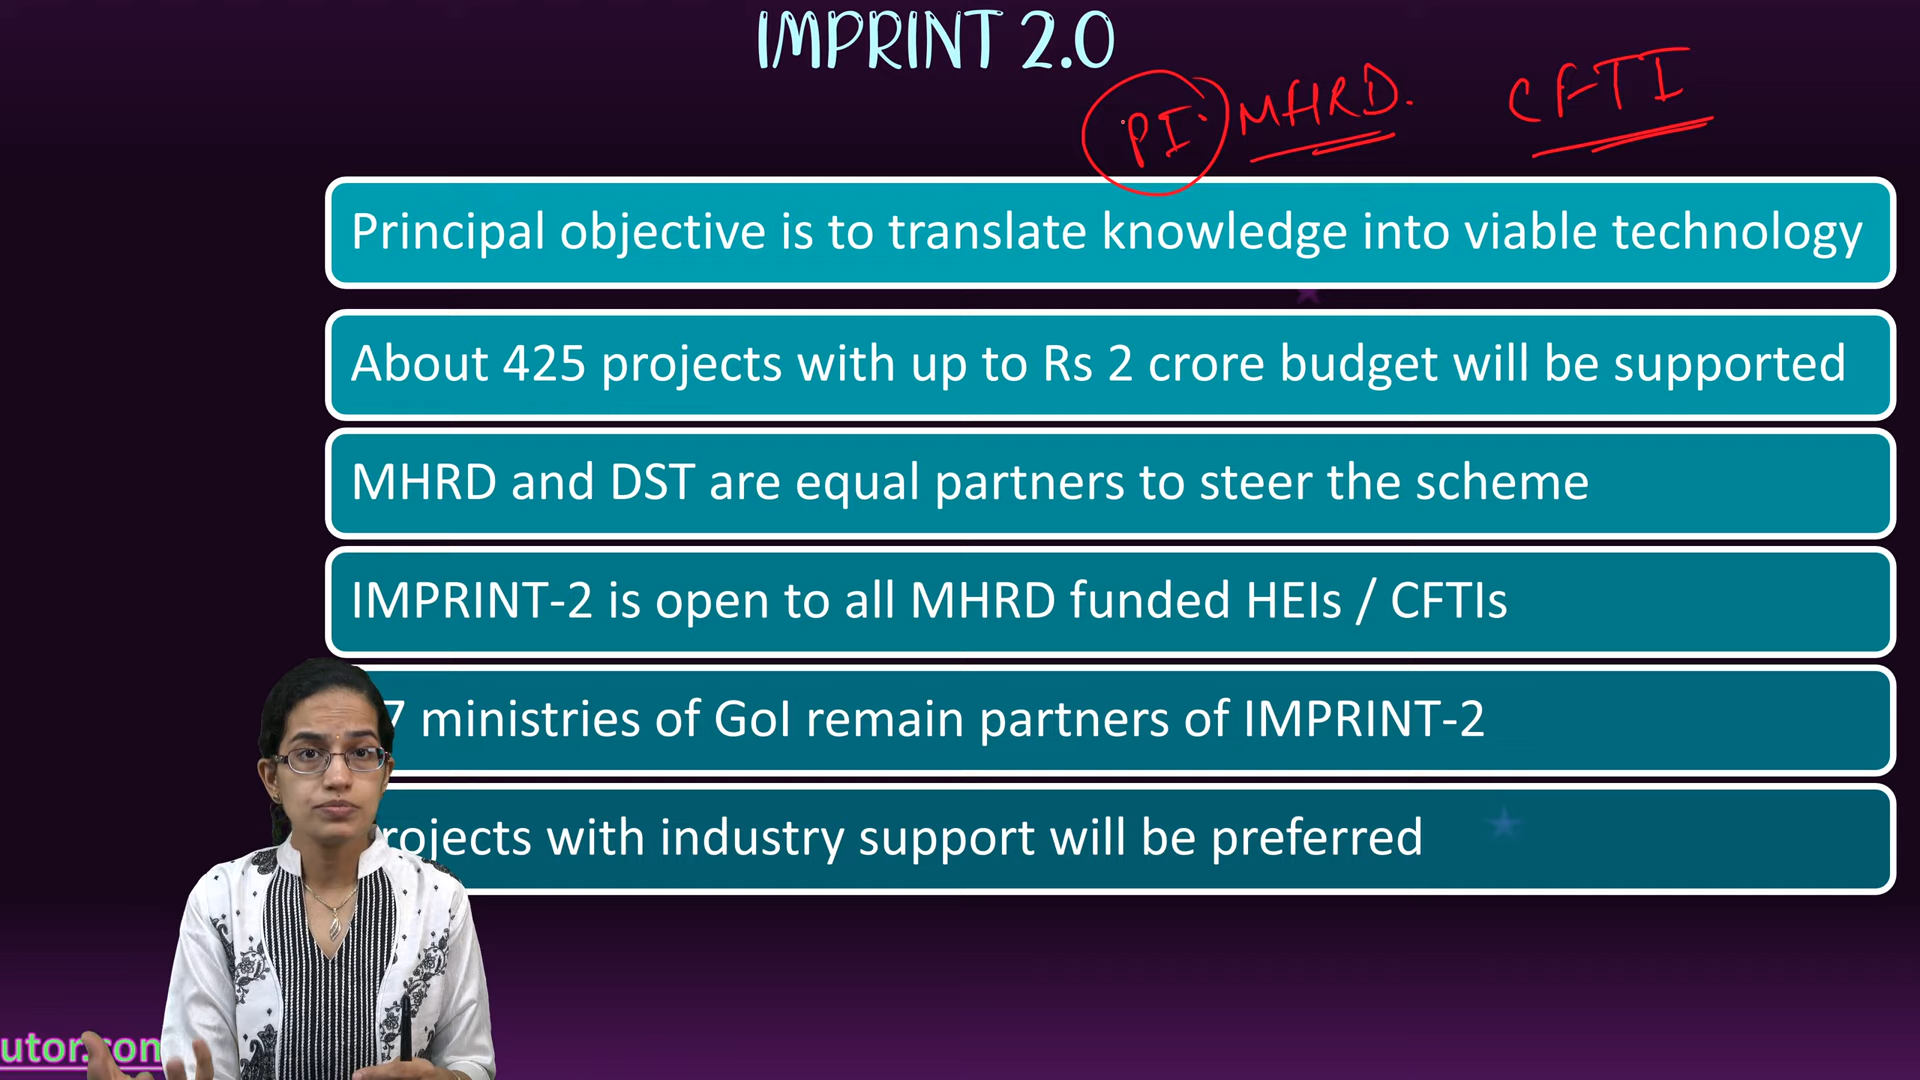 IMPRINT 2.0
PI. MHRD. CFTI
Principal objective is to translate knowledge into viable technology
About 425 projects with up to Rs 2 crore budget will be supported
MHRD and DST are equal partners to steer the scheme
IMPRINT-2 is open to all MHRD funded HEIs / CFTIs
7 ministries of GoI remain partners of IMPRINT-2
rojects with industry support will be preferred
utor.com